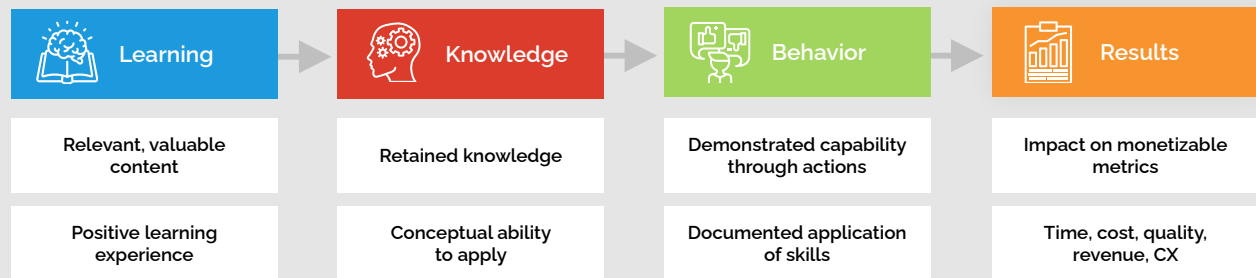 Learning
Knowledge
Behavior
Results
Relevant, valuable
content
Retained knowledge
Demonstrated capability
through actions
Impact on monetizable
metrics
Positive learning
experience
Conceptual ability
to apply
Documented application
of skills
Time, cost, quality,
revenue, CX